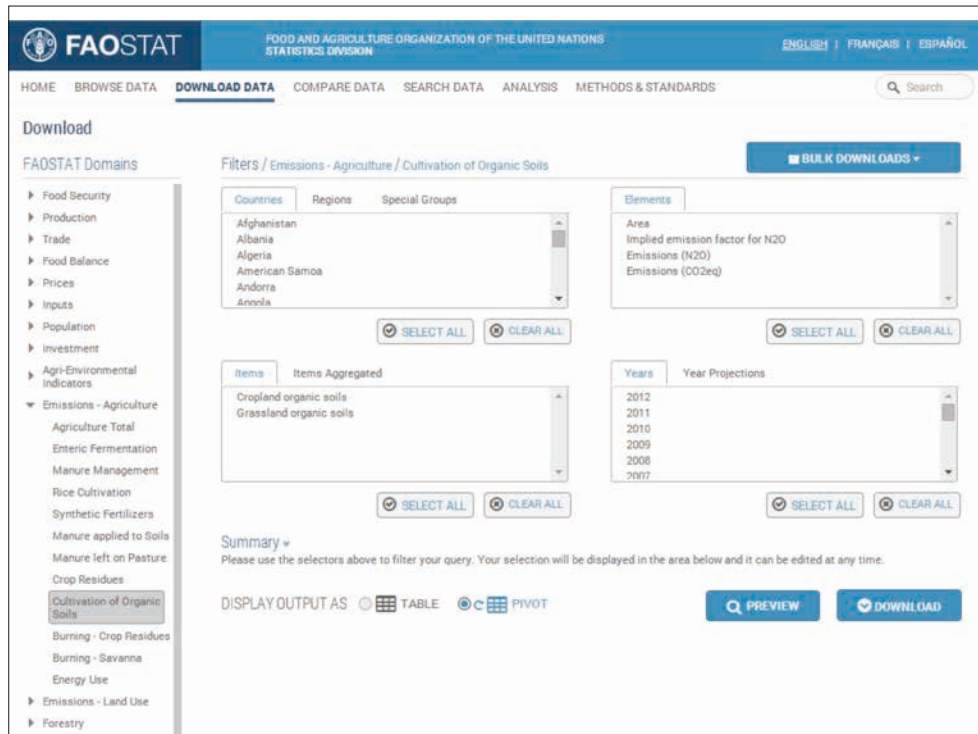 FAOSTAT
FOOD AND AGRICULTURE ORGANIZATION OF THE UNITED NATIONS
STATISTICS DIVISION
ENGLISH | FRANÇAIS | ESPAÑOL
HOME BROWSE DATA DOWNLOAD DATA COMPARE DATA SEARCH DATA ANALYSIS METHODS & STANDARDS Search
Download
FAOSTAT Domains
Food Security
Production
Trade
Food Balance
Prices
Inputs
Population
Investment
Agri-Environmental
Indicators
Emissions - Agriculture
Agriculture Total
Enteric Fermentation
Manure Management
Rice Cultivation
Synthetic Fertilizers
Manure applied to Soils
Manure left on Pasture
Crop Residues
Cultivation of Organic
Soils
Burning - Crop Residues
Burning - Savanna
Energy Use
Emissions - Land Use
Forestry
Filters / Emissions - Agriculture / Cultivation of Organic Soils
BULK DOWNLOADS
Countries Regions Special Groups
Afghanistan
Albania
Algeria
American Samoa
Andorra
Angola
SELECT ALL CLEAR ALL
Elements
Area
Implied emission factor for N2O
Emissions (N2O)
Emissions (CO2eq)
SELECT ALL CLEAR ALL
Items Items Aggregated
Cropland organic soils
Grassland organic soils
SELECT ALL CLEAR ALL
Years Year Projections
2012
2011
2010
2009
2008
2007
SELECT ALL CLEAR ALL
Summary
Please use the selectors above to filter your query. Your selection will be displayed in the area below and it can be edited at any time.
DISPLAY OUTPUT AS TABLE PIVOT
PREVIEW DOWNLOAD